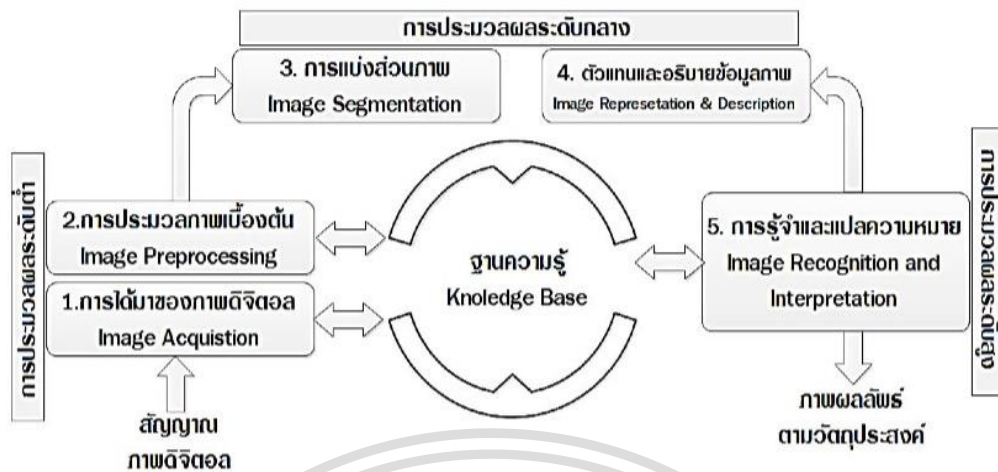 การประมวลผลระดับกลาง
3. การแบ่งส่วนภาพ
Image Segmentation
4. ตัวแทนและอธิบายข้อมูลภาพ
Image Represetation & Description
การประมวลผลระดับต่ำ
2.การประมวลภาพเบื้องต้น
Image Preprocessing
1.การได้มาของภาพดิจิตอล
Image Acquistion
สัญญาณ
ภาพดิจิตอล
ฐานความรู้
Knoledge Base
5. การรู้จำและแปลความหมาย
Image Recognition and
Interpretation
ภาพผลลัพธ์
ตามวัตถุประสงค์
การประมวลผลระดับสูง